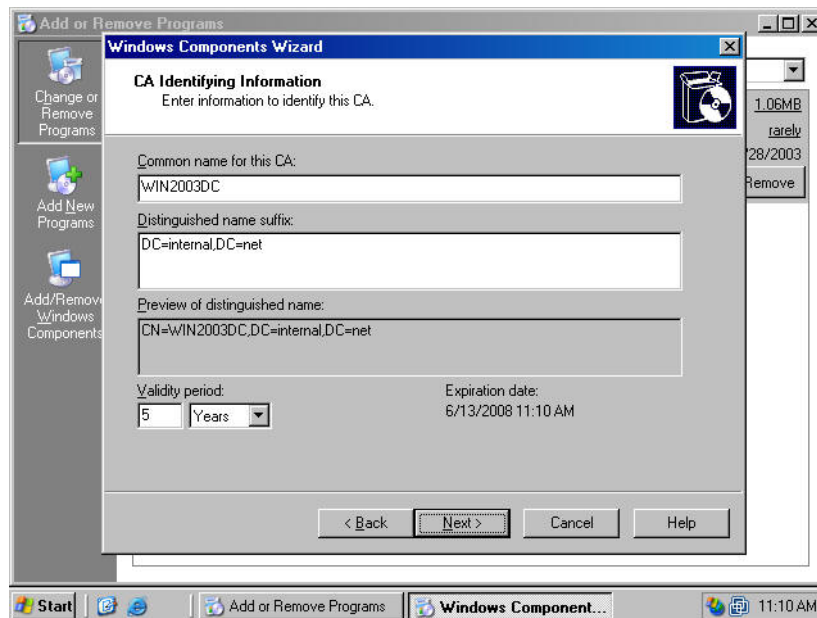 Add or Remove Programs
Windows Components Wizard
CA Identifying Information
Enter information to identify this CA.
Change or
Remove
Programs
1.06MB
rarely
/28/2003
Remove
Add New
Programs
Add/Remove
Windows
Components
Common name for this CA:
WIN2003DC
Distinguished name suffix:
DC=internal,DC=net
Preview of distinguished name:
CN=WIN2003DC,DC=internal,DC=net
Validity period:
5
Years
Expiration date:
6/13/2008 11:10 AM
< Back
Next >
Cancel
Help
Start
Add or Remove Programs
Windows Component...
11:10 AM